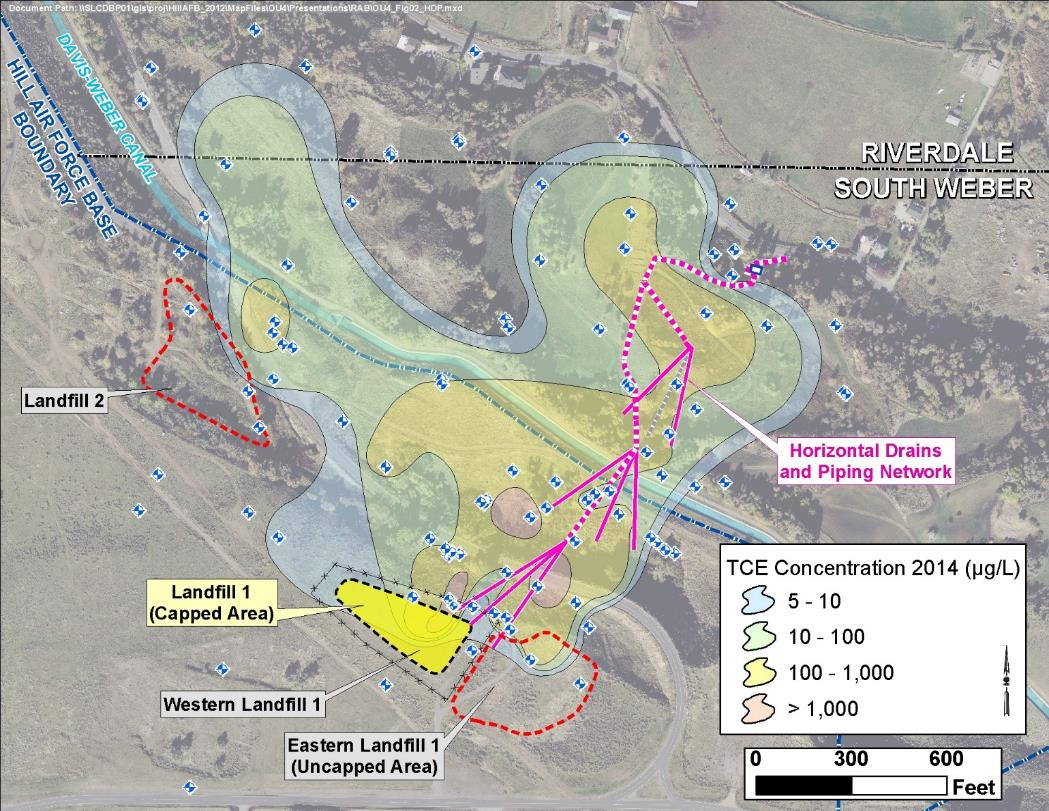 Document Path: \\SLCDBP01\gis\proj\HillAFB_2012\MapFiles\OU4\Presentations\RAB\OU4_Fig02_HDP.mxd
DAVIS-WEBER CANAL
HILL AIR FORCE BASE
BOUNDARY
RIVERDALE
SOUTH WEBER
Landfill 2
Horizontal Drains
and Piping Network
Landfill 1
(Capped Area)
Western Landfill 1
Eastern Landfill 1
(Uncapped Area)
TCE Concentration 2014 (µg/L)
5 - 10
10 - 100
100 - 1,000
> 1,000
0 300 600
Feet